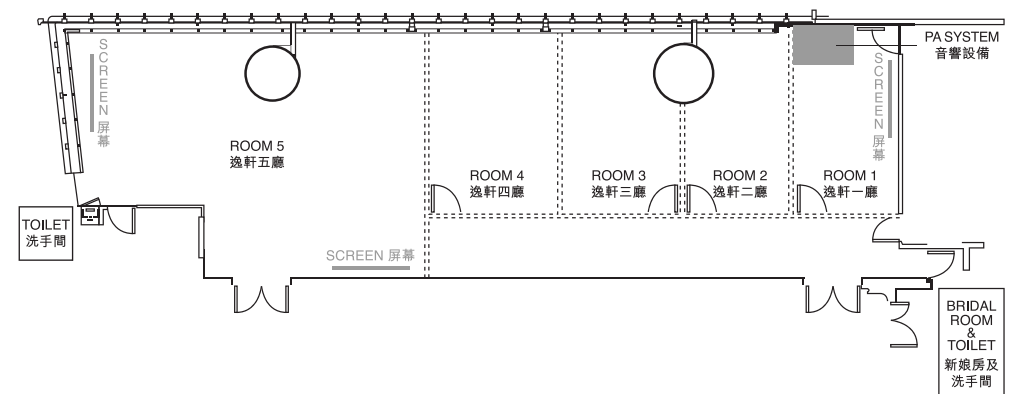 SCREEN 屏幕
ROOM 5
逸軒五廳
ROOM 4
逸軒四廳
ROOM 3
逸軒三廳
ROOM 2
逸軒二廳
ROOM 1
逸軒一廳
SCREEN 屏幕
PA SYSTEM
音響設備
TOILET
洗手間
SCREEN 屏幕
BRIDAL
ROOM
&
TOILET
新娘房及
洗手間